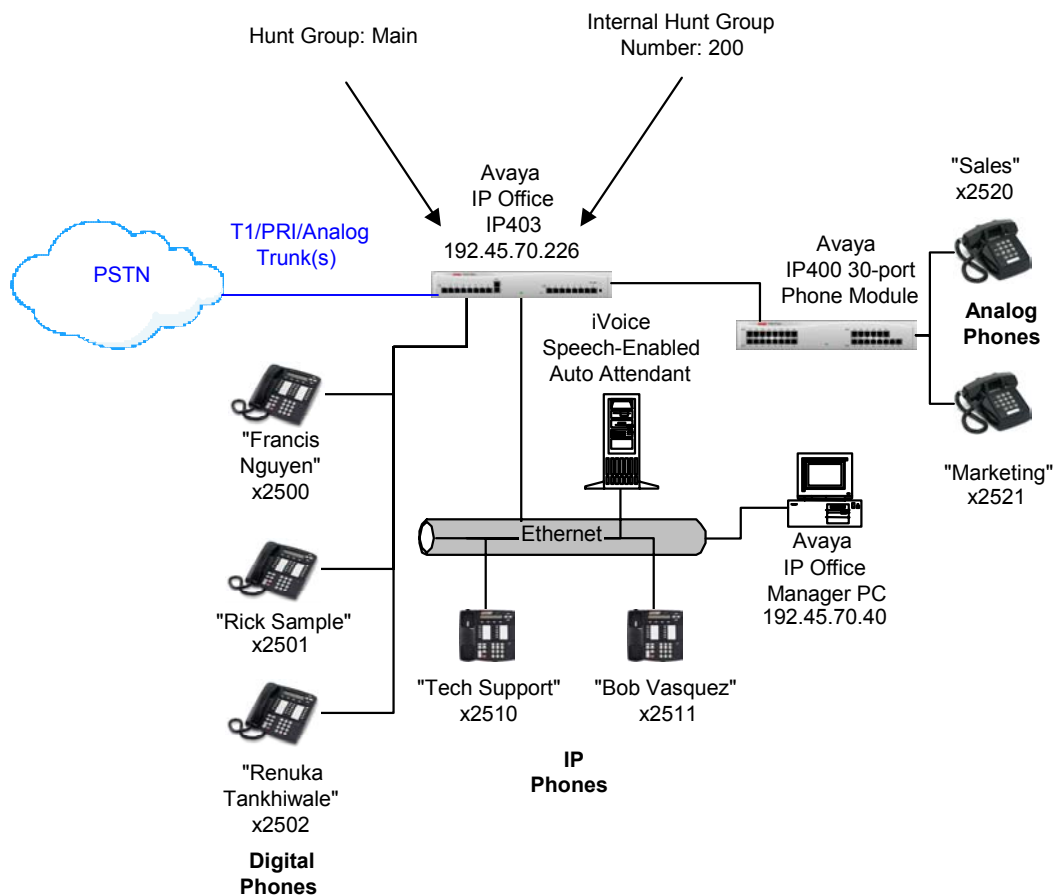 Hunt Group: Main
Internal Hunt Group
Number: 200
Avaya
IP Office
IP403
192.45.70.226
T1/PRI/Analog
Trunk(s)
PSTN
"Sales"
x2520
Avaya
IP400 30-port
Phone Module
Analog
Phones
iVoice
Speech-Enabled
Auto Attendant
"Marketing"
x2521
"Francis
Nguyen"
x2500
Ethernet
Avaya
IP Office
Manager PC
192.45.70.40
"Rick Sample"
x2501
"Tech Support"
x2510
"Bob Vasquez"
x2511
IP
Phones
"Renuka
Tankhiwale"
x2502
Digital
Phones